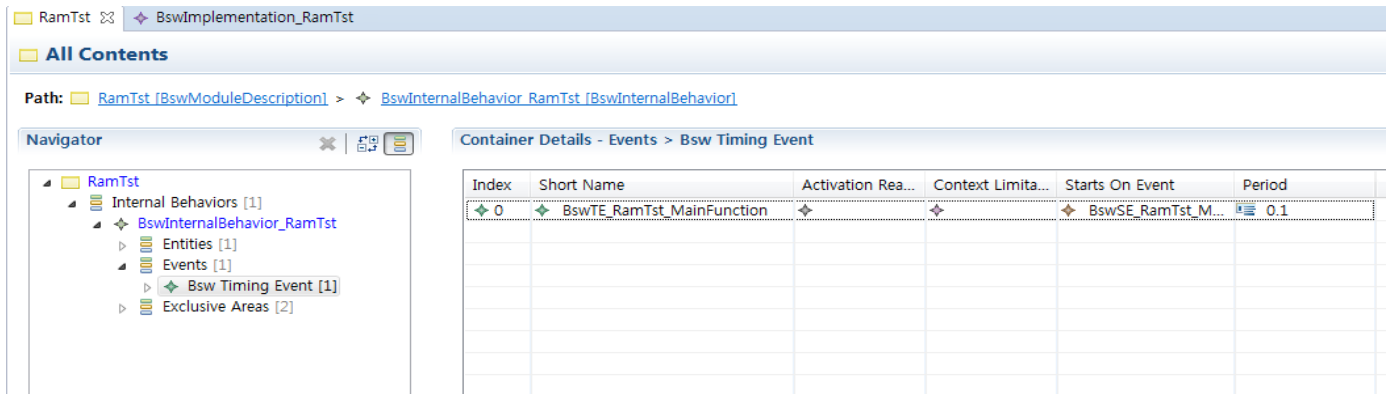 RamTst BswImplementation_RamTst
All Contents
Path: RamTst [BswModuleDescription] > BswInternalBehavior RamTst [BswInternalBehavior]
Navigator
RamTst
Internal Behaviors [1]
BswInternalBehavior_RamTst
Entities [1]
Events [1]
Bsw Timing Event [1]
Exclusive Areas [2]
Container Details - Events > Bsw Timing Event
Index Short Name Activation Rea... Context Limita... Starts On Event Period
0 BswTE_RamTst_MainFunction BswSE_RamTst_M... 0.1